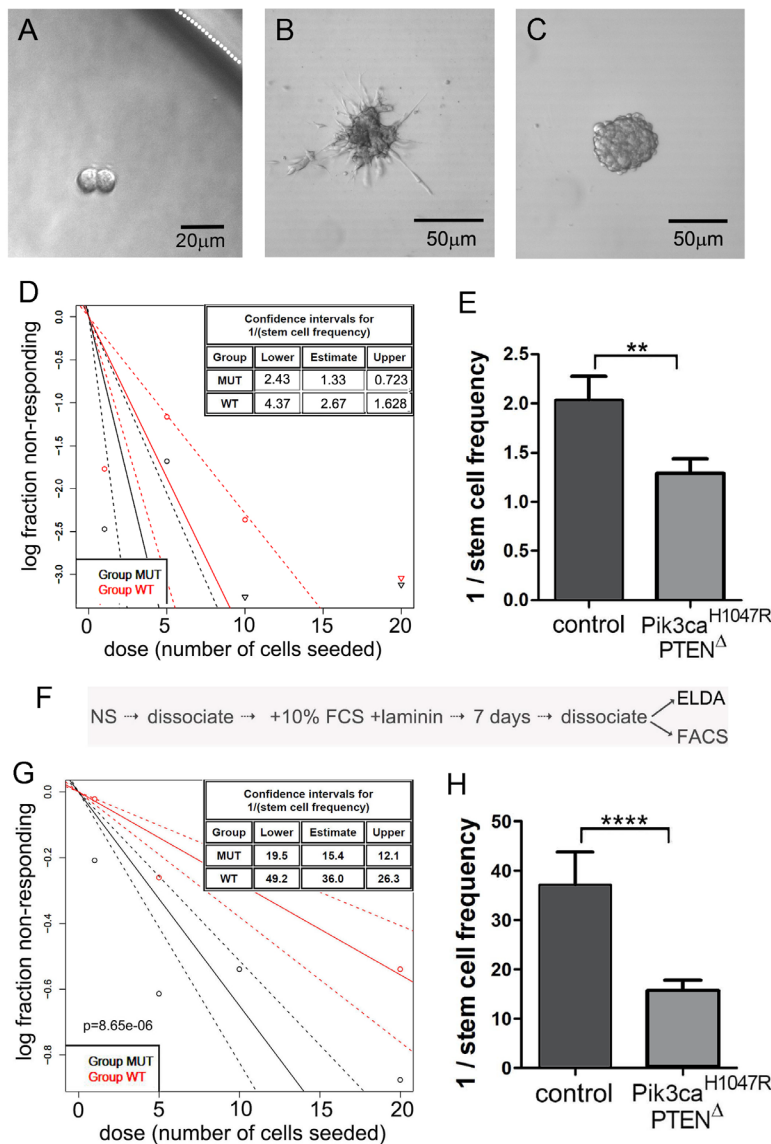 A
B
C
20µm
50µm
50µm
D
Confidence intervals for
1/(stem cell frequency)
Group Lower Estimate Upper
MUT 2.43 1.33 0.723
WT 4.37 2.67 1.628
0.0
-0.5
-1.0
-1.5
-2.0
-2.5
-3.0
log fraction non-responding
Group MUT
Group WT
0 5 10 15 20
dose (number of cells seeded)
E
**
2.5
2.0
1.5
1.0
0.5
0.0
1 / stem cell frequency
control Pik3ca H1047R
PTEN Δ
F
NS ⇢ dissociate ⇢ +10% FCS +laminin ⇢ 7 days ⇢ dissociate
ELDA
FACS
G
Confidence intervals for
1/(stem cell frequency)
Group Lower Estimate Upper
MUT 19.5 15.4 12.1
WT 49.2 36.0 26.3
0.0
-0.2
-0.4
-0.6
-0.8
log fraction non-responding
p=8.65e-06
Group MUT
Group WT
0 5 10 15 20
dose (number of cells seeded)
H
****
50
40
30
20
10
0
1 / stem cell frequency
control Pik3ca H1047R
PTEN Δ